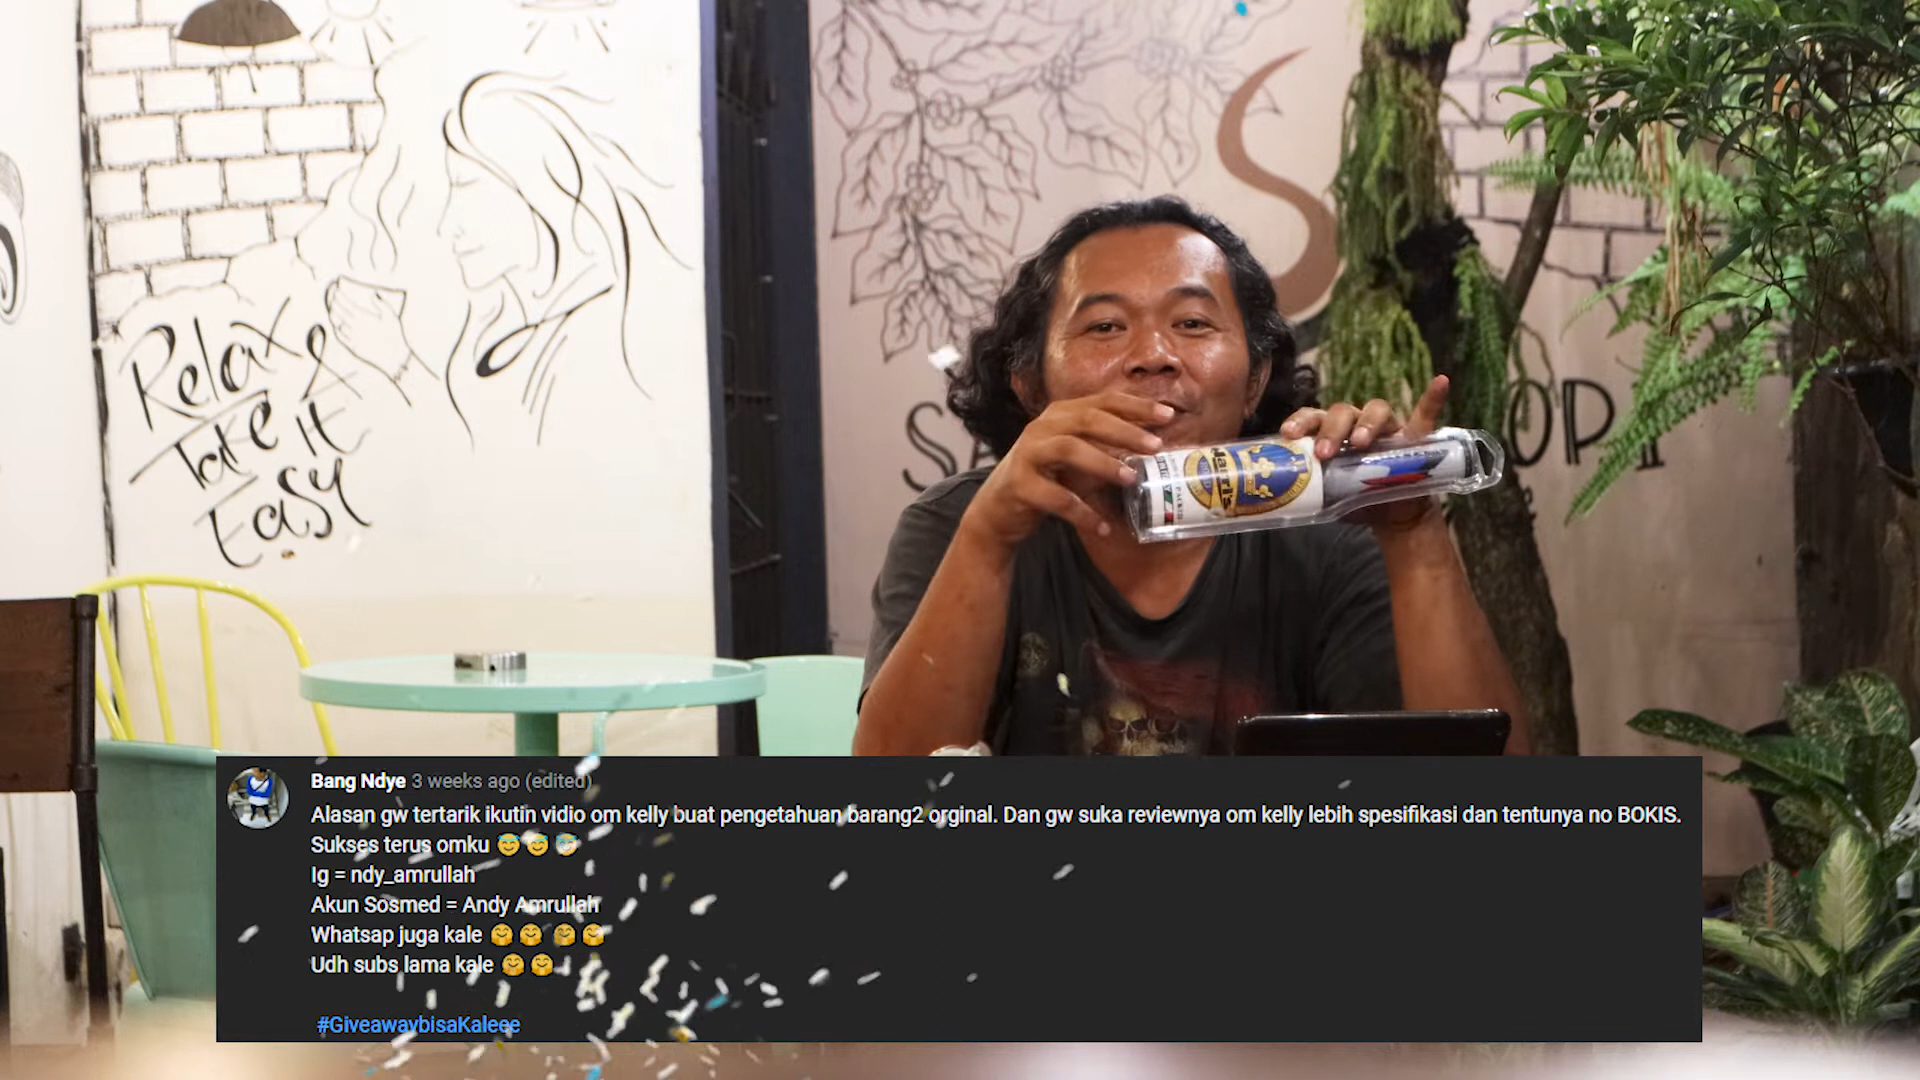 Relax &
Take it
Easy
S
S
OPI
Harris
Bang Ndye 3 weeks ago (edited)
Alasan gw tertarik ikutin vidio om kelly buat pengetahuan barang2 orginal. Dan gw suka reviewnya om kelly lebih spesifikasi dan tentunya no BOKIS.
Sukses terus omku 😇 😇 😇
Ig = ndy_amrullah
Akun Sosmed = Andy Amrullah
Whatsap juga kale 🤗 🤗 🤗 🤗
Udh subs lama kale 🤗 🤗
#GiveawaybisaKaleee